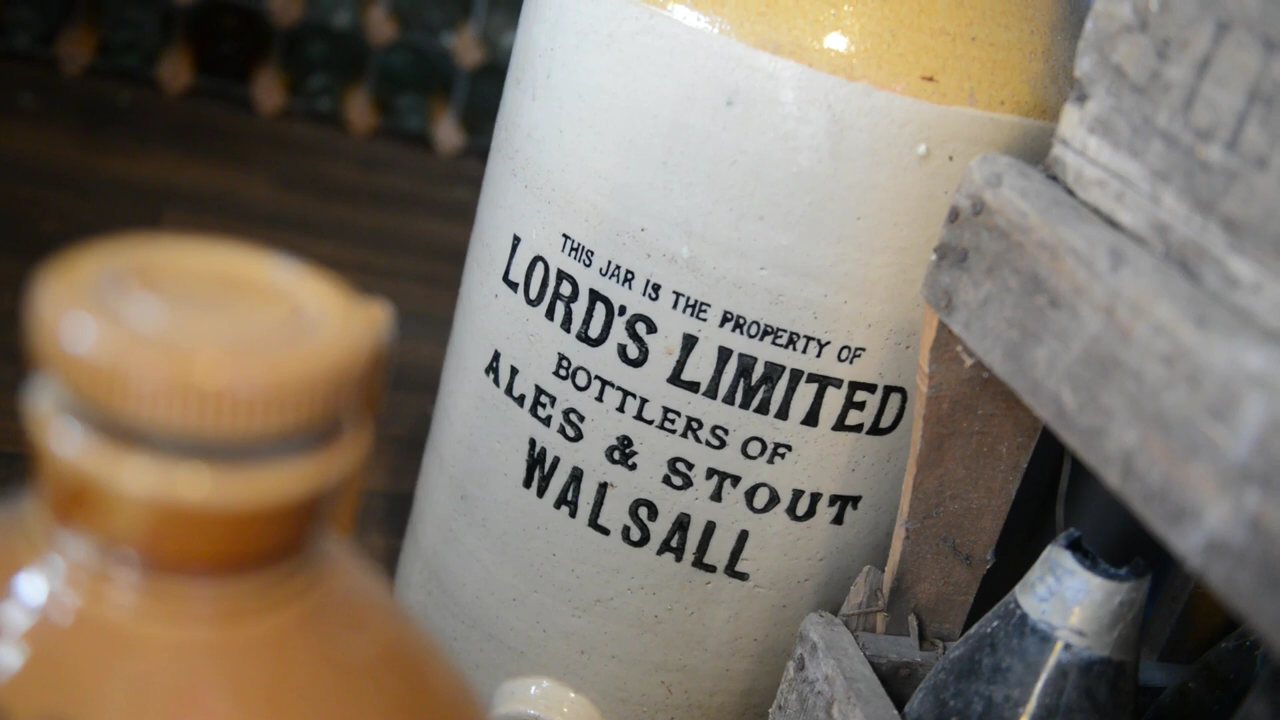 THIS JAR IS THE PROPERTY OF
LORD'S LIMITED
BOTTLERS OF
ALES & STOUT
WALSALL